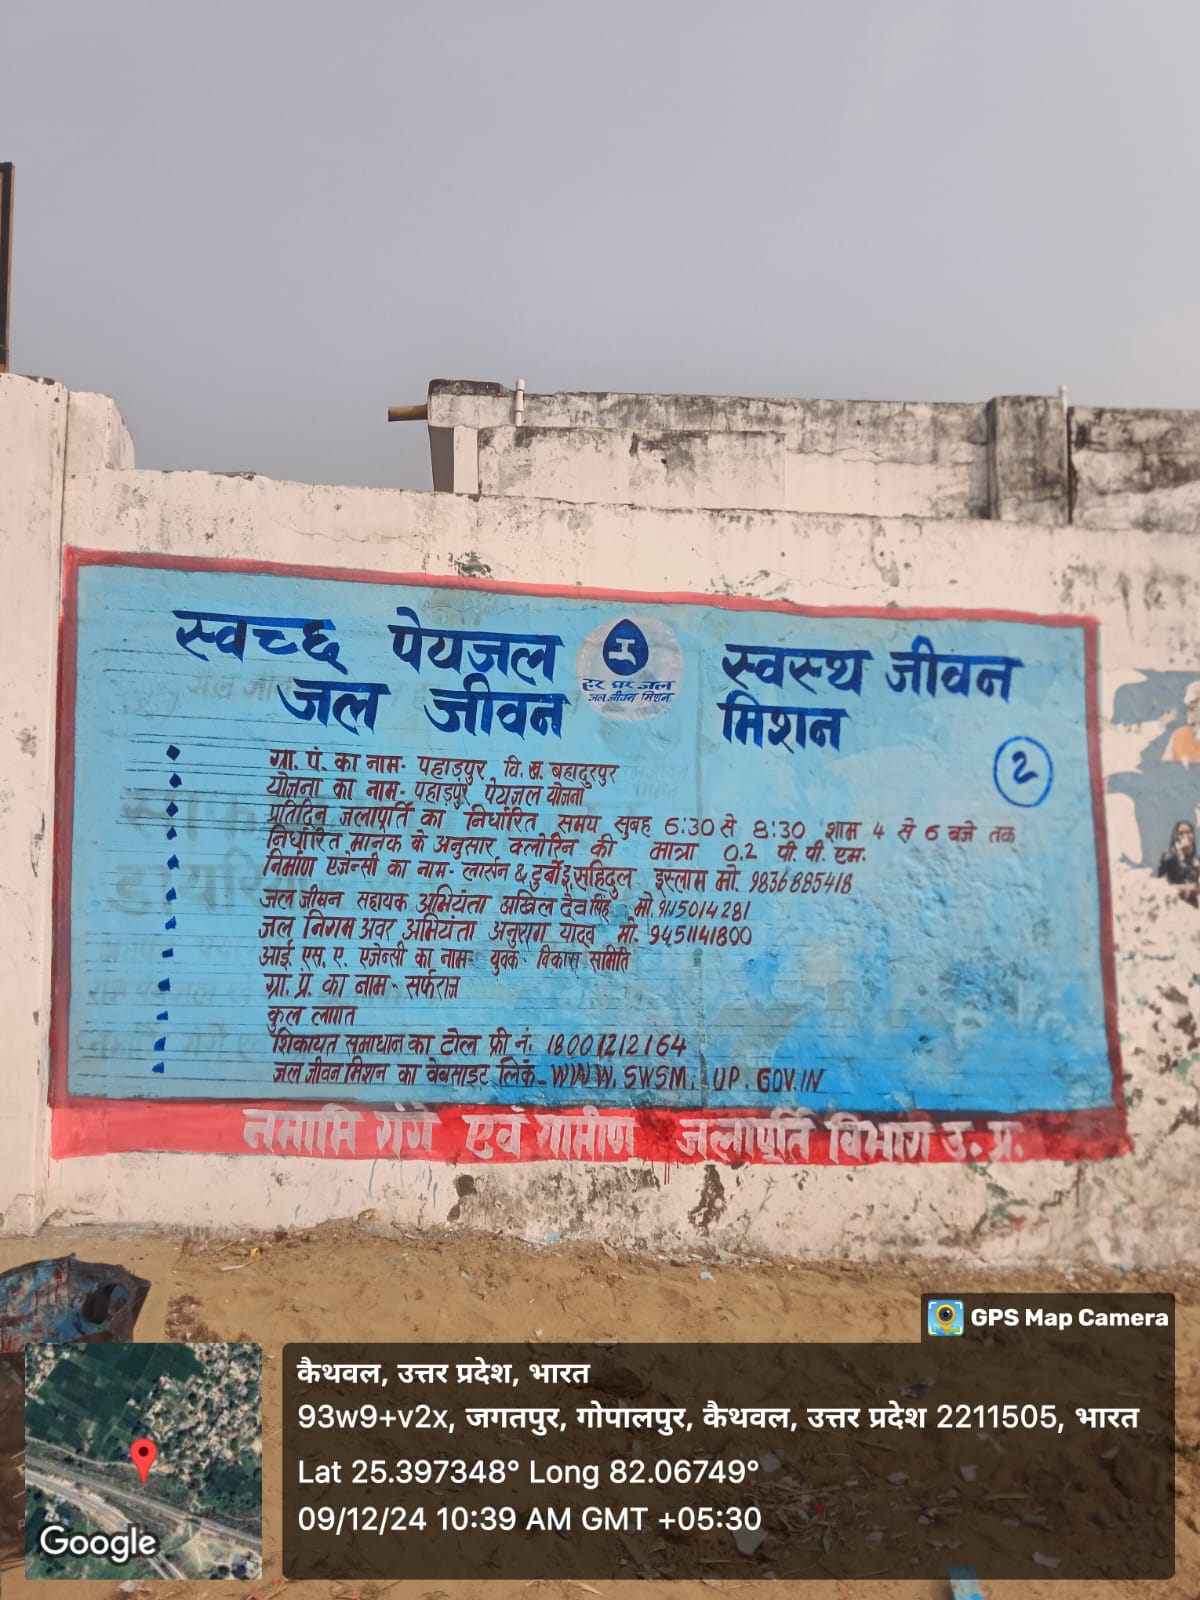 स्वच्छ पेयजल स्वस्थ जीवन
हर घर जल
जल जीवन मिशन
जल जीवन मिशन
2
ग्रा. पं. का नाम- पहाड़पुर वि. ख. बहादुरपुर
योजना का नाम- पहाड़पुर पेयजल योजना
प्रतिदिन जलापूर्ति का निर्धारित समय सुबह 6:30 से 8:30 शाम 4 से 6 बजे तक
निर्धारित मानक के अनुसार क्लोरिन की मात्रा 0.2 पी. पी. एम.
निर्माण एजेन्सी का नाम- लार्सन & टुर्बो सहिदुल इस्लाम मो. 9836885418
जल जीवन सहायक अभियंता अखिल देव सिंह मो. 9115014281
जल निगम अवर अभियंता अनुराग यादव मो. 9451141800
आई. एस. ए. एजेन्सी का नाम- युवक विकास समिति
ग्रा. प्र. का नाम - सर्फराज
कुल लागत
शिकायत समाधान का टोल फ्री नं: 18001212164
जल जीवन मिशन का वेबसाइट लिंक- WWW. SWSM. UP. GOV.IN
नमामि गंगे एवं ग्रामीण जलापूर्ति विभाग उ. प्र.
GPS Map Camera
कैथवल, उत्तर प्रदेश, भारत
93w9+v2x, जगतपुर, गोपालपुर, कैथवल, उत्तर प्रदेश 2211505, भारत
Lat 25.397348° Long 82.06749°
09/12/24 10:39 AM GMT +05:30
Google